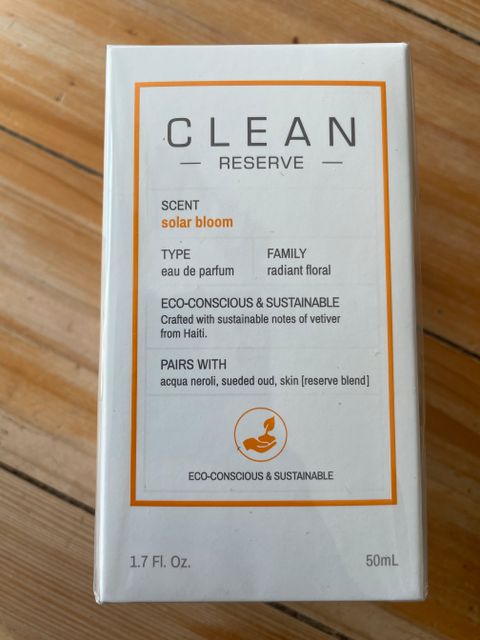 CLEAN
— RESERVE —
SCENT
solar bloom
TYPE FAMILY
eau de parfum radiant floral
ECO-CONSCIOUS & SUSTAINABLE
Crafted with sustainable notes of vetiver
from Haiti.
PAIRS WITH
acqua neroli, sueded oud, skin [reserve blend]
ECO-CONSCIOUS & SUSTAINABLE
1.7 Fl. Oz. 50mL